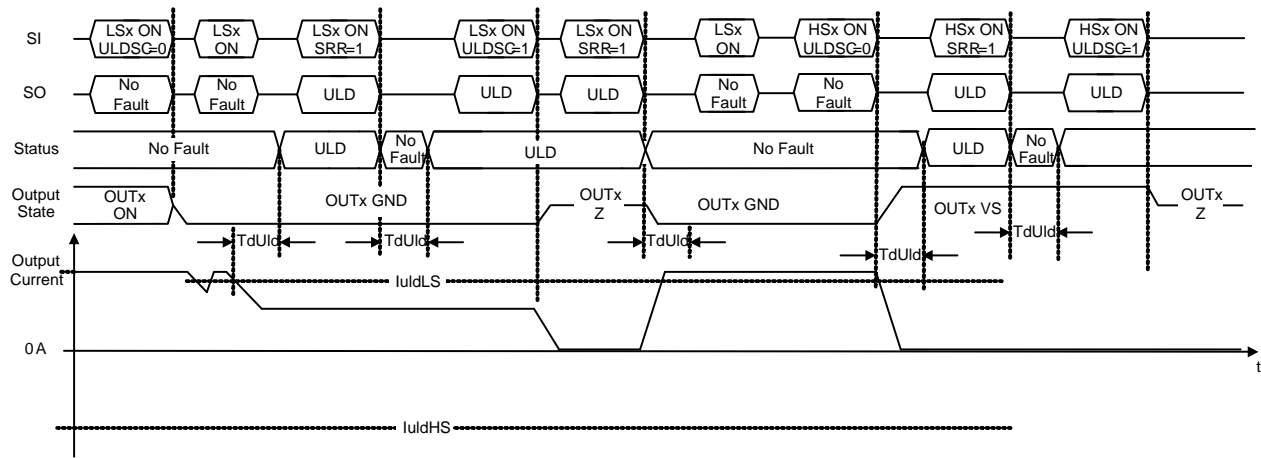 SI
LSx ON
ULDSC=0
LSx
ON
LSx ON
SRR=1
LSx ON
ULDSC=1
LSx ON
SRR=1
LSx
ON
HSx ON
ULDSC=0
HSx ON
SRR=1
HSx ON
ULDSC=1
SO
No
Fault
No
Fault
ULD
ULD
ULD
No
Fault
No
Fault
ULD
ULD
Status
No Fault
ULD
No
Fault
ULD
No Fault
ULD
No
Fault
Output
State
OUTx
ON
OUTx GND
OUTx
Z
OUTx GND
OUTx VS
OUTx
Z
TdUld
TdUld
TdUld
TdUld
TdUld
Output
Current
IuldLS
0 A
t
IuldHS